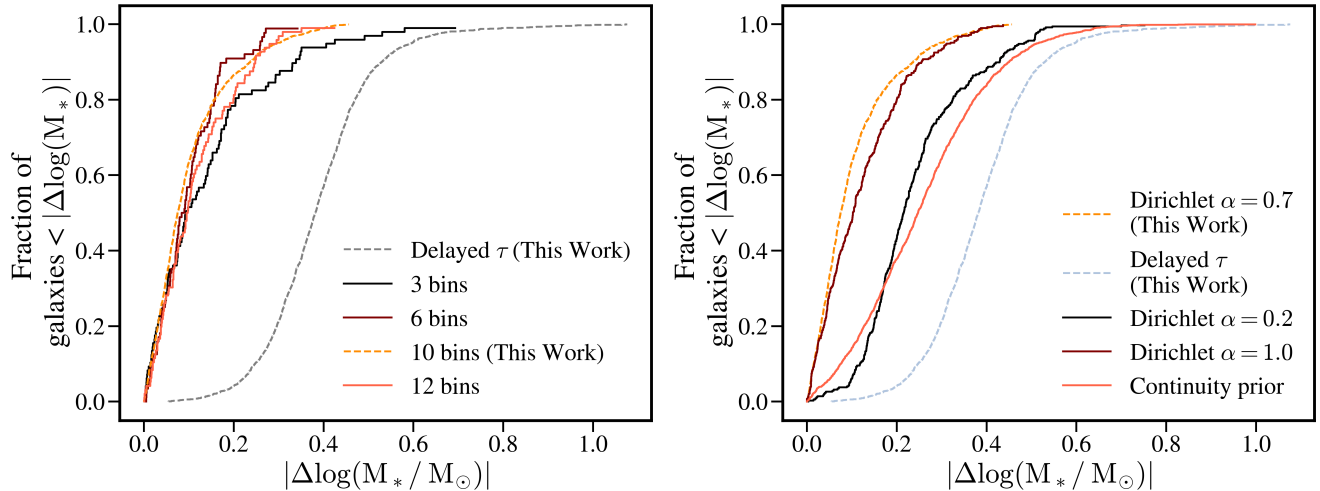 Fraction of
galaxies < |Δlog(M∗)|
1.0
0.8
0.6
0.4
0.2
0.0
Delayed τ (This Work)
3 bins
6 bins
10 bins (This Work)
12 bins
0.0 0.2 0.4 0.6 0.8 1.0
|Δlog(M∗/M⊙)|
Fraction of
galaxies < |Δlog(M∗)|
1.0
0.8
0.6
0.4
0.2
0.0
Dirichlet α = 0.7
(This Work)
Delayed τ
(This Work)
Dirichlet α = 0.2
Dirichlet α = 1.0
Continuity prior
0.0 0.2 0.4 0.6 0.8 1.0
|Δlog(M∗/M⊙)|